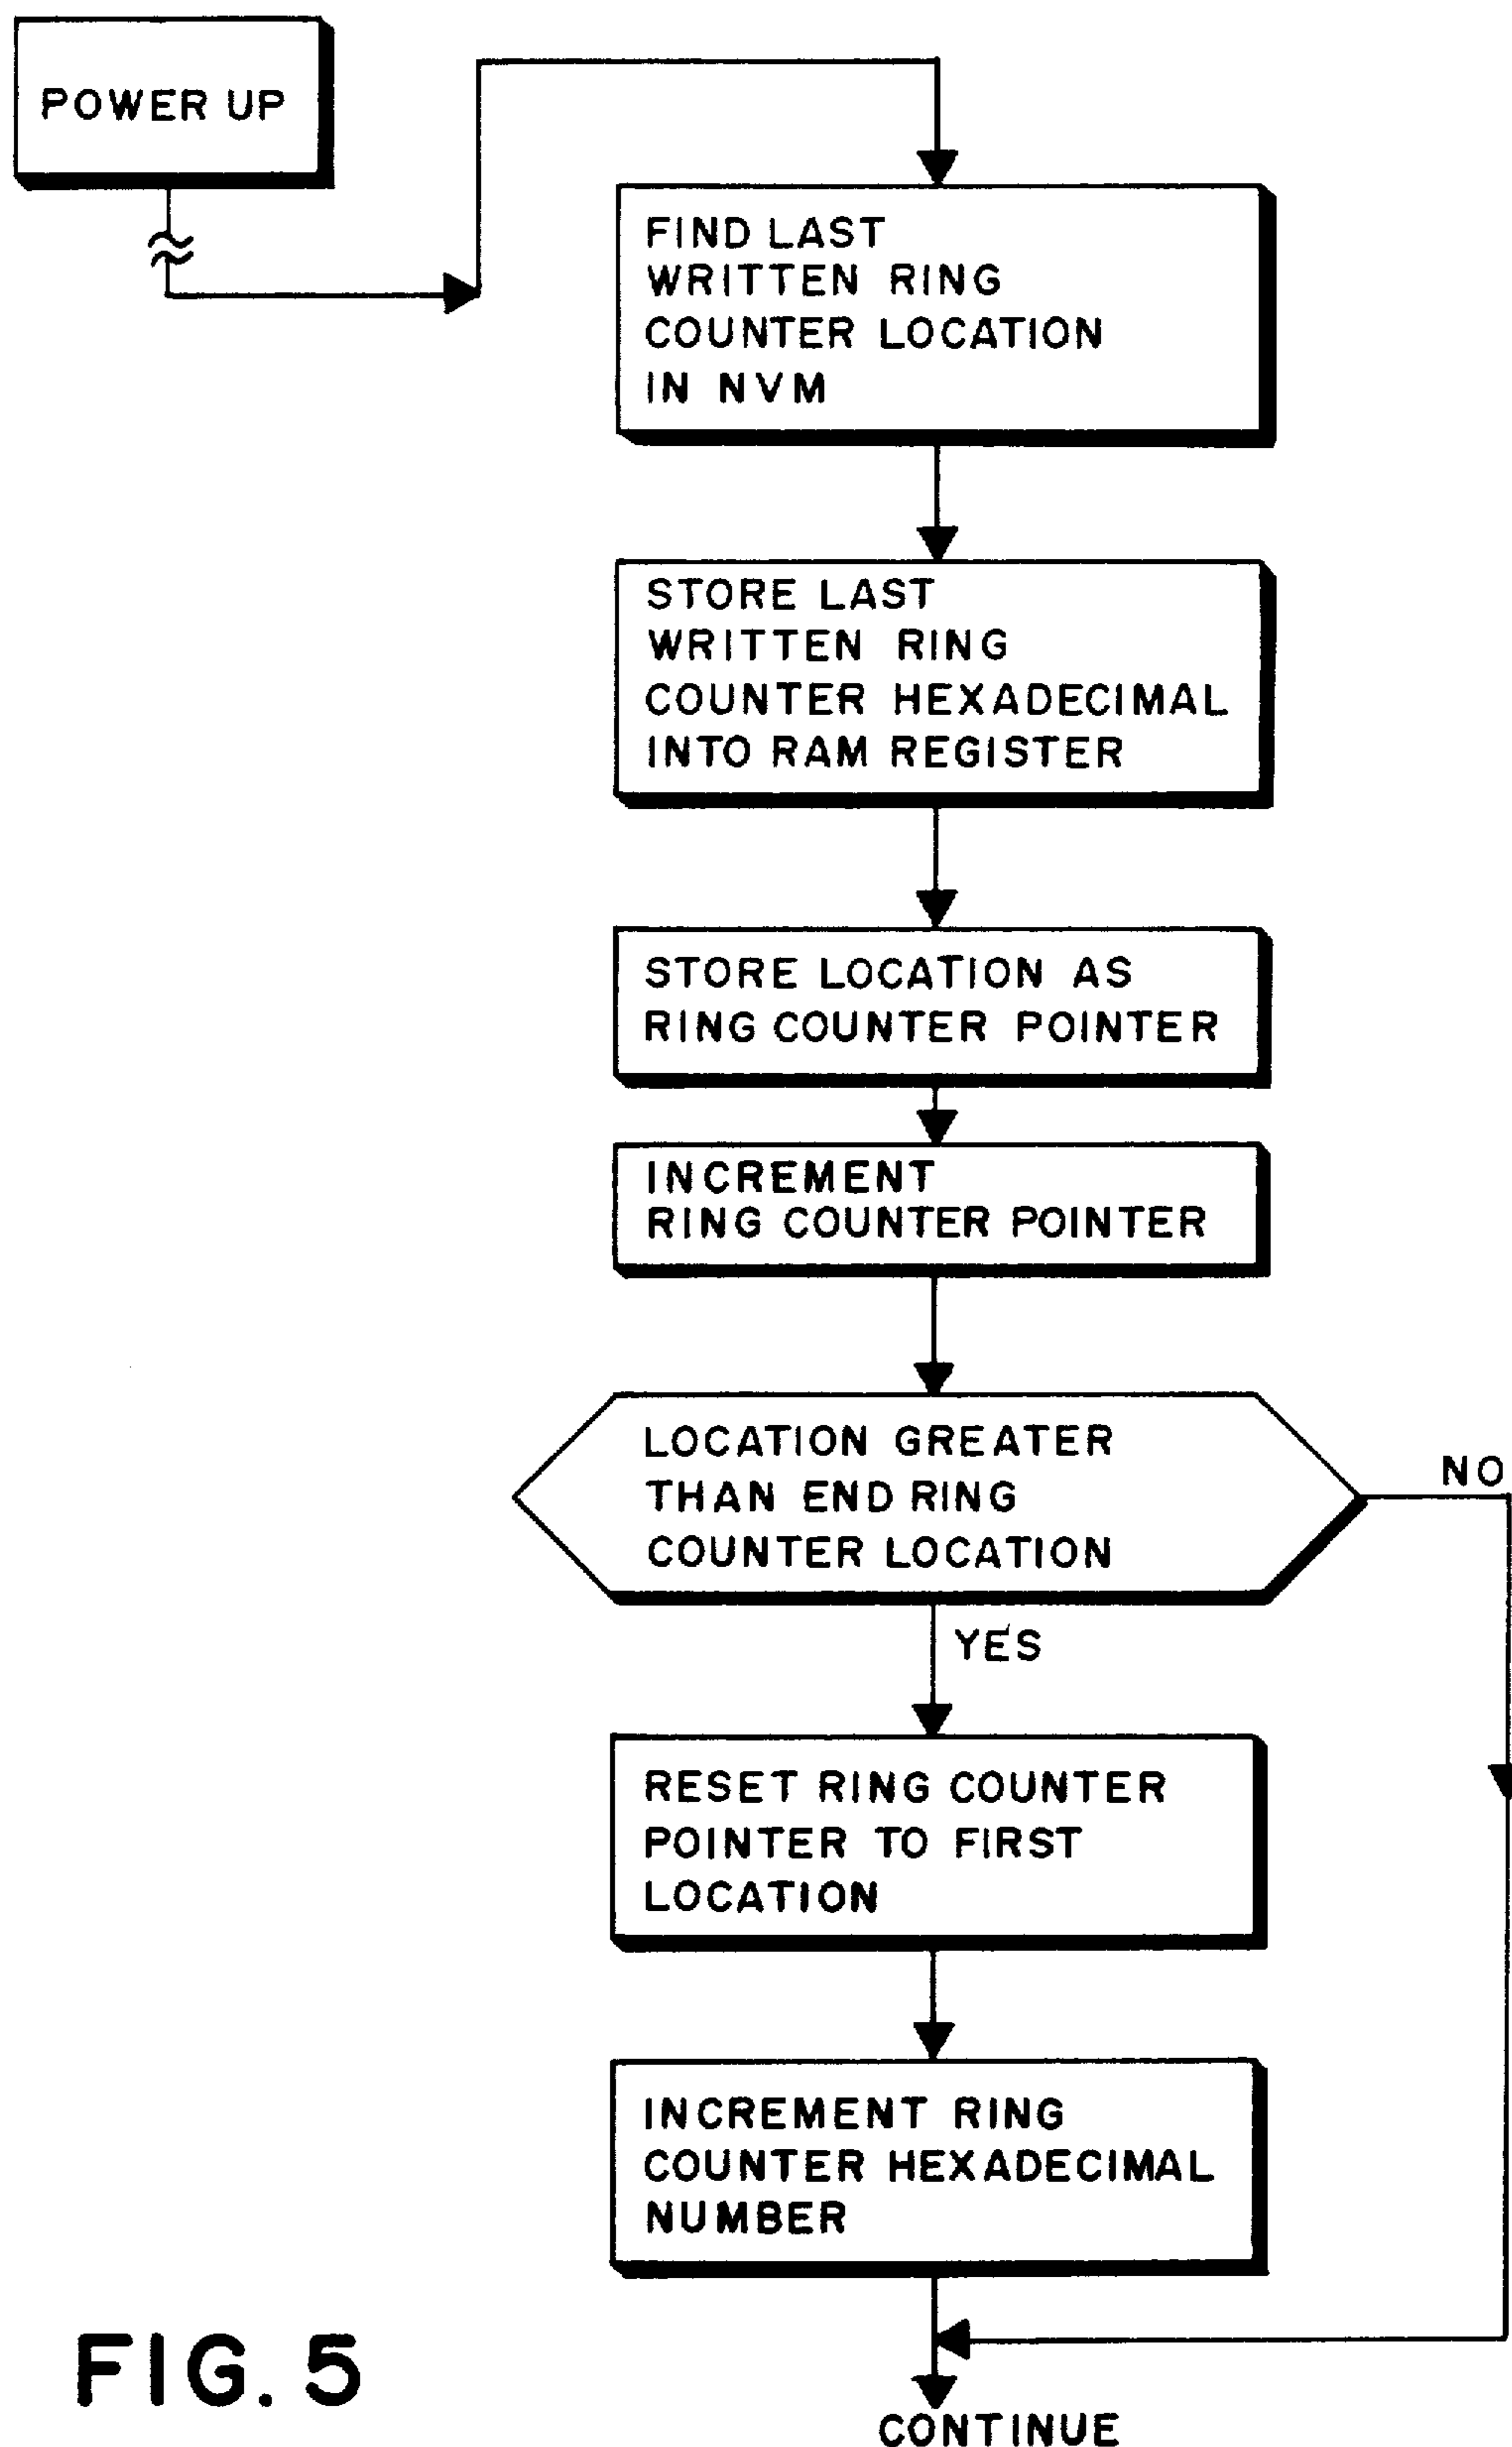 POWER UP
FIND LAST
WRITTEN RING
COUNTER LOCATION
IN NVM
STORE LAST
WRITTEN RING
COUNTER HEXADECIMAL
INTO RAM REGISTER
STORE LOCATION AS
RING COUNTER POINTER
INCREMENT
RING COUNTER POINTER
LOCATION GREATER
THAN END RING
COUNTER LOCATION
NO
YES
RESET RING COUNTER
POINTER TO FIRST
LOCATION
INCREMENT RING
COUNTER HEXADECIMAL
NUMBER
CONTINUE
FIG. 5